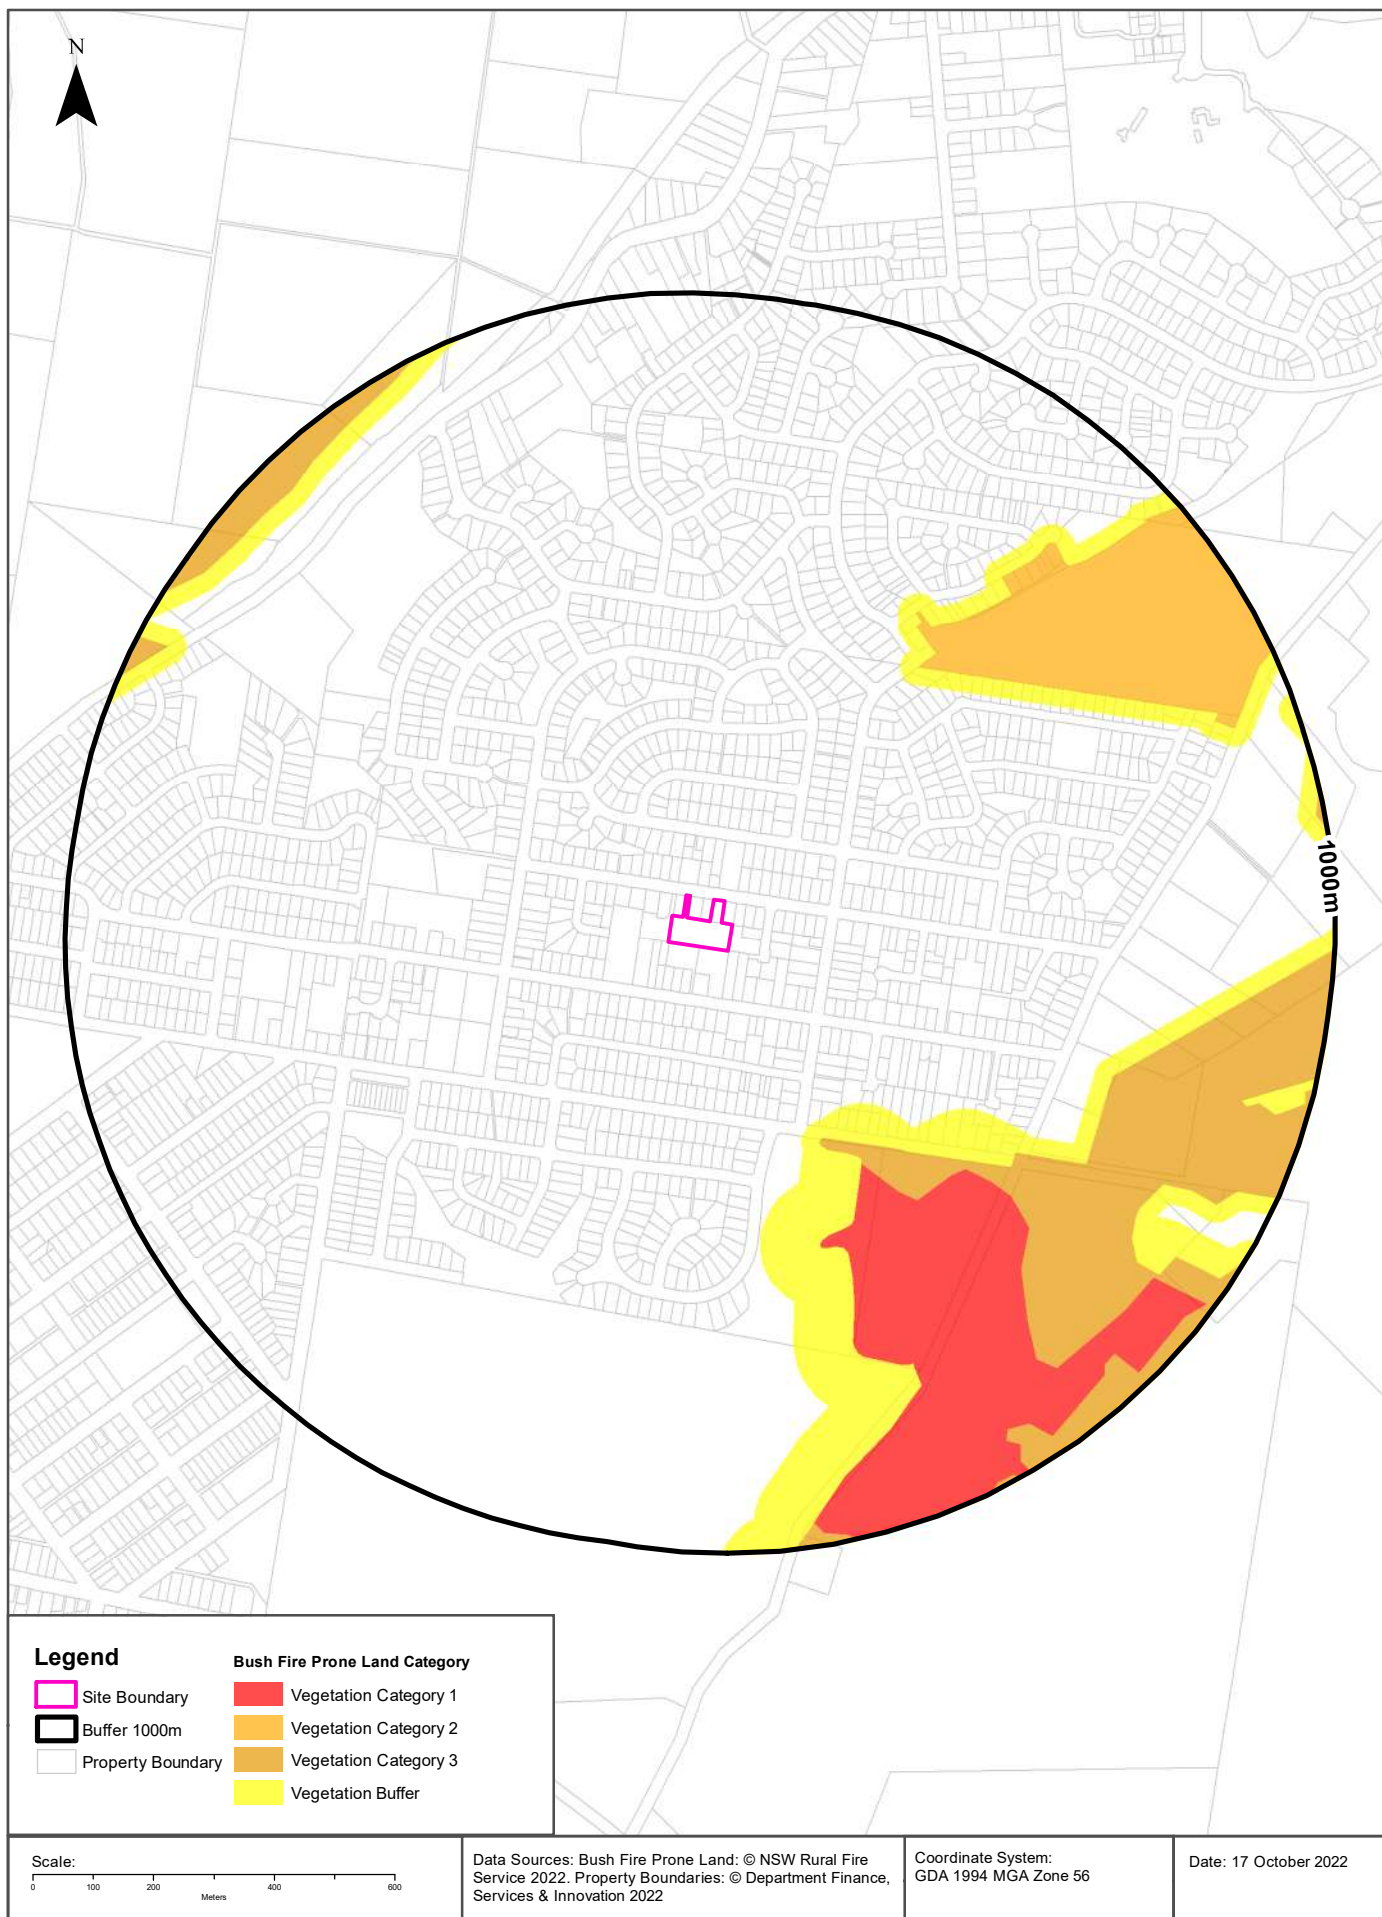 N
1000m
Legend
Site Boundary
Buffer 1000m
Property Boundary
Bush Fire Prone Land Category
Vegetation Category 1
Vegetation Category 2
Vegetation Category 3
Vegetation Buffer
Scale:
0 100 200 400 600
Meters
Data Sources: Bush Fire Prone Land: © NSW Rural Fire
Service 2022. Property Boundaries: © Department Finance,
Services & Innovation 2022
Coordinate System:
GDA 1994 MGA Zone 56
Date: 17 October 2022